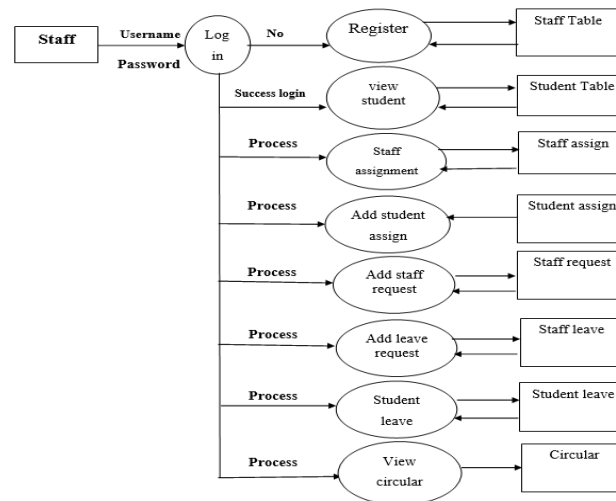 Staff
Username
Password
Log
in
No
Register
Staff Table
Success login
view
student
Student Table
Process
Staff
assignment
Staff assign
Process
Add student
assign
Student assign
Process
Add staff
request
Staff request
Process
Add leave
request
Staff leave
Process
Student
leave
Student leave
Process
View
circular
Circular